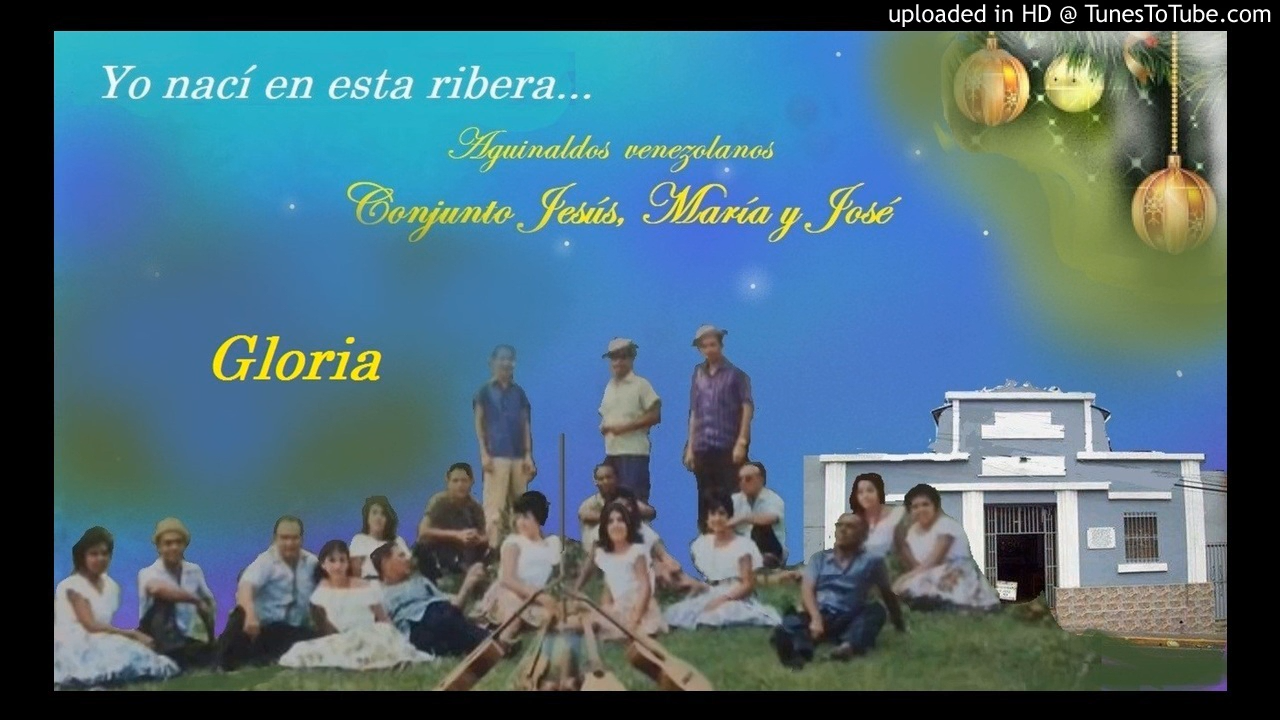 uploaded in HD @ TunesToTube.com
Yo nací en esta ribera...
Aguinaldos venezolanos
Conjunto Jesús, María y José
Gloria